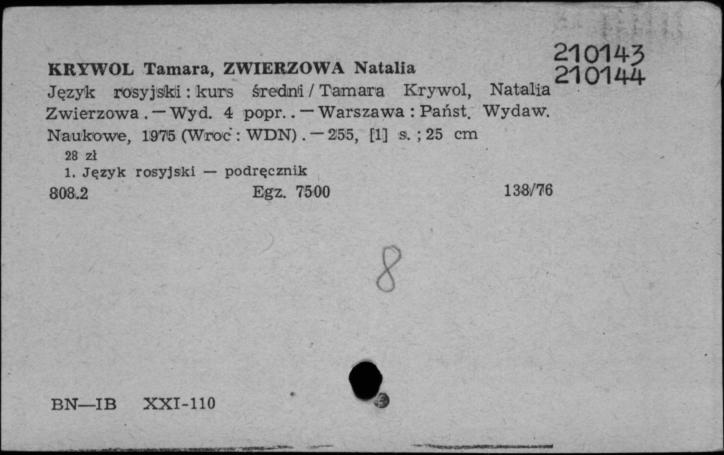 210143
KRYWOL Tamara, ZWIERZOWA Natalia
210144
Język rosyjski : kurs średni / Tamara Krywol, Natalia
Zwierzowa . — Wyd. 4 popr. . — Warszawa : Państ. Wydaw.
Naukowe, 1975 (Wroć : WDN) . — 255, [1] s. ; 25 cm
28 zł
1. Język rosyjski — podręcznik
808.2 Egz. 7500 138/76
8
BN—IB XXI-110